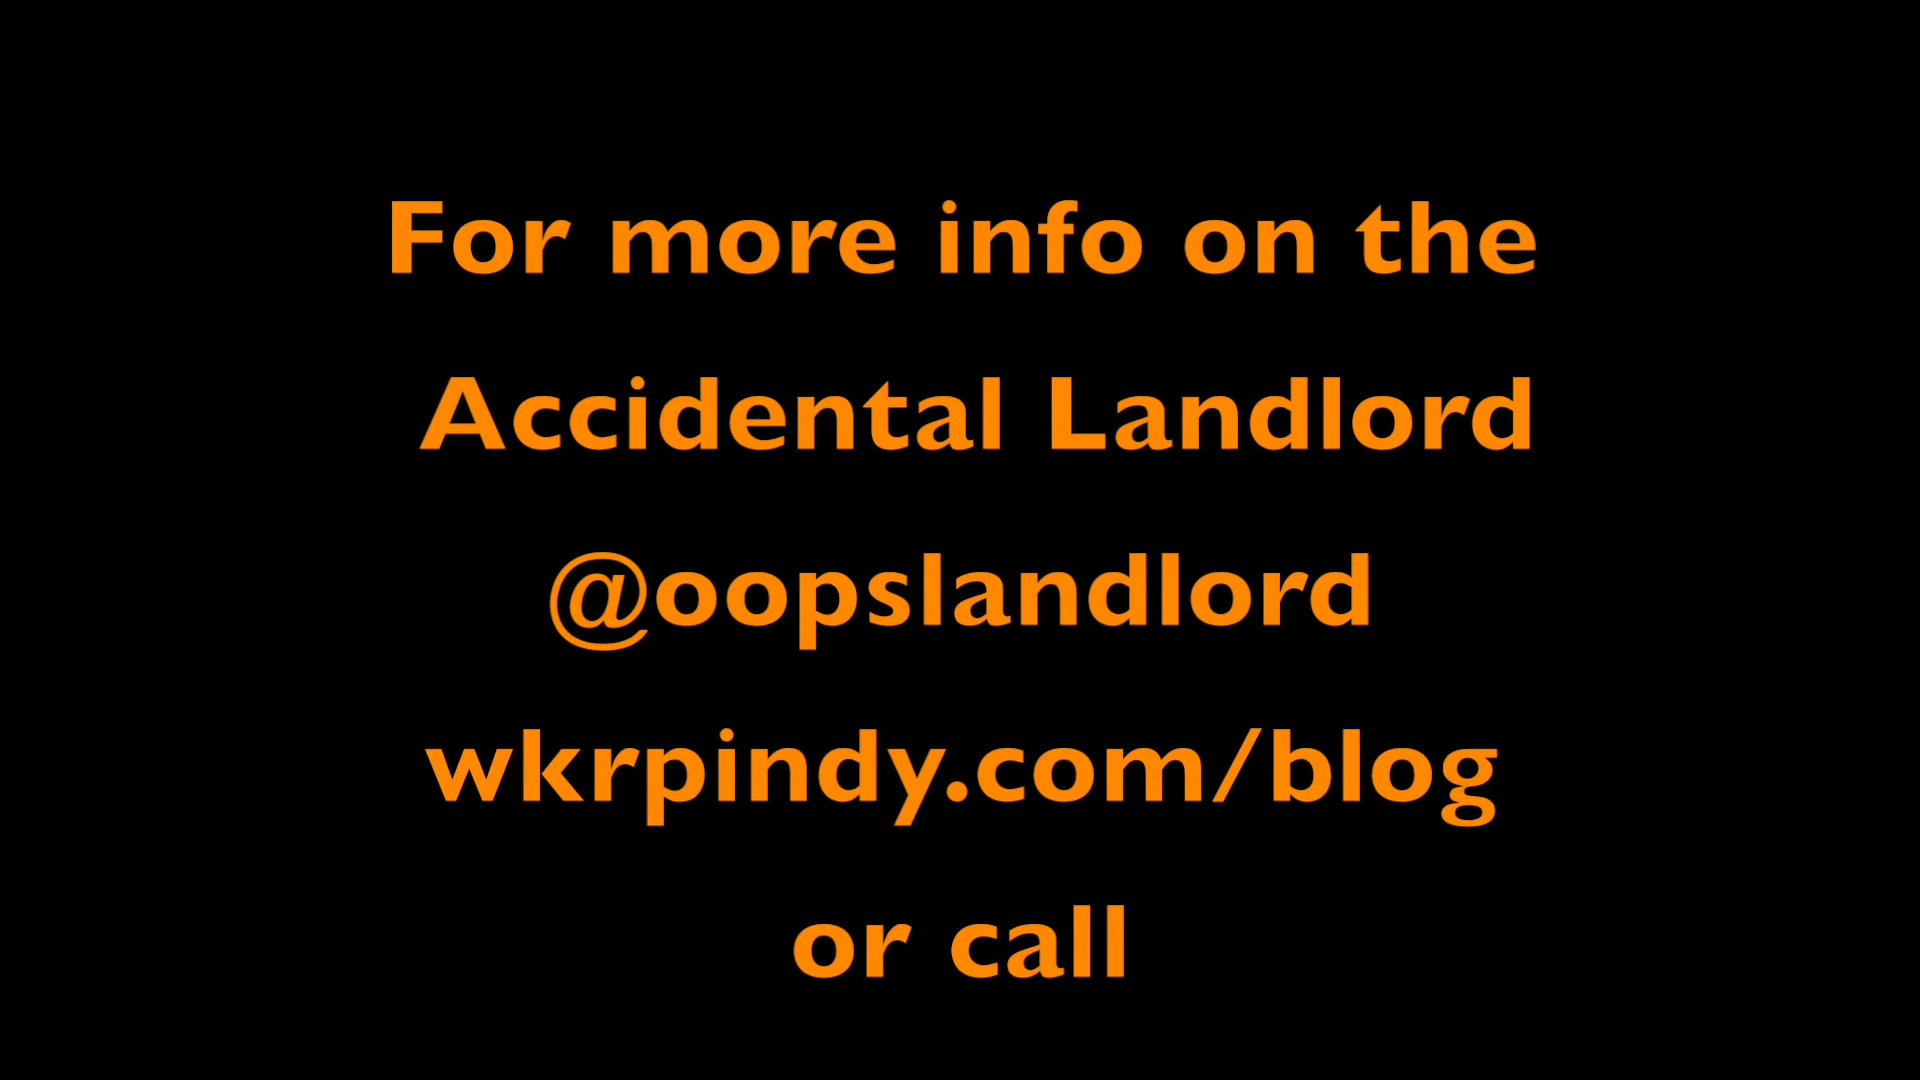 For more info on the
Accidental Landlord
@oopslandlord
wkrpindy.com/blog
or call